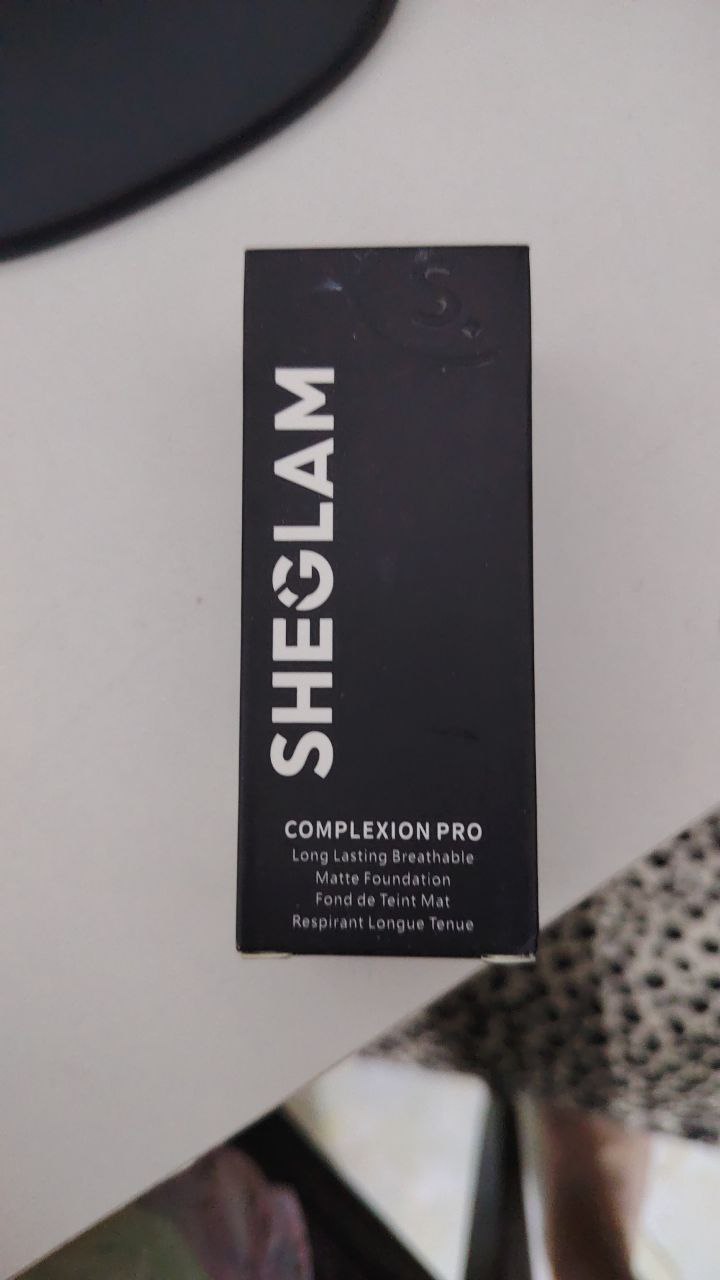 S
SHEGLAM
COMPLEXION PRO
Long Lasting Breathable
Matte Foundation
Fond de Teint Mat
Respirant Longue Tenue